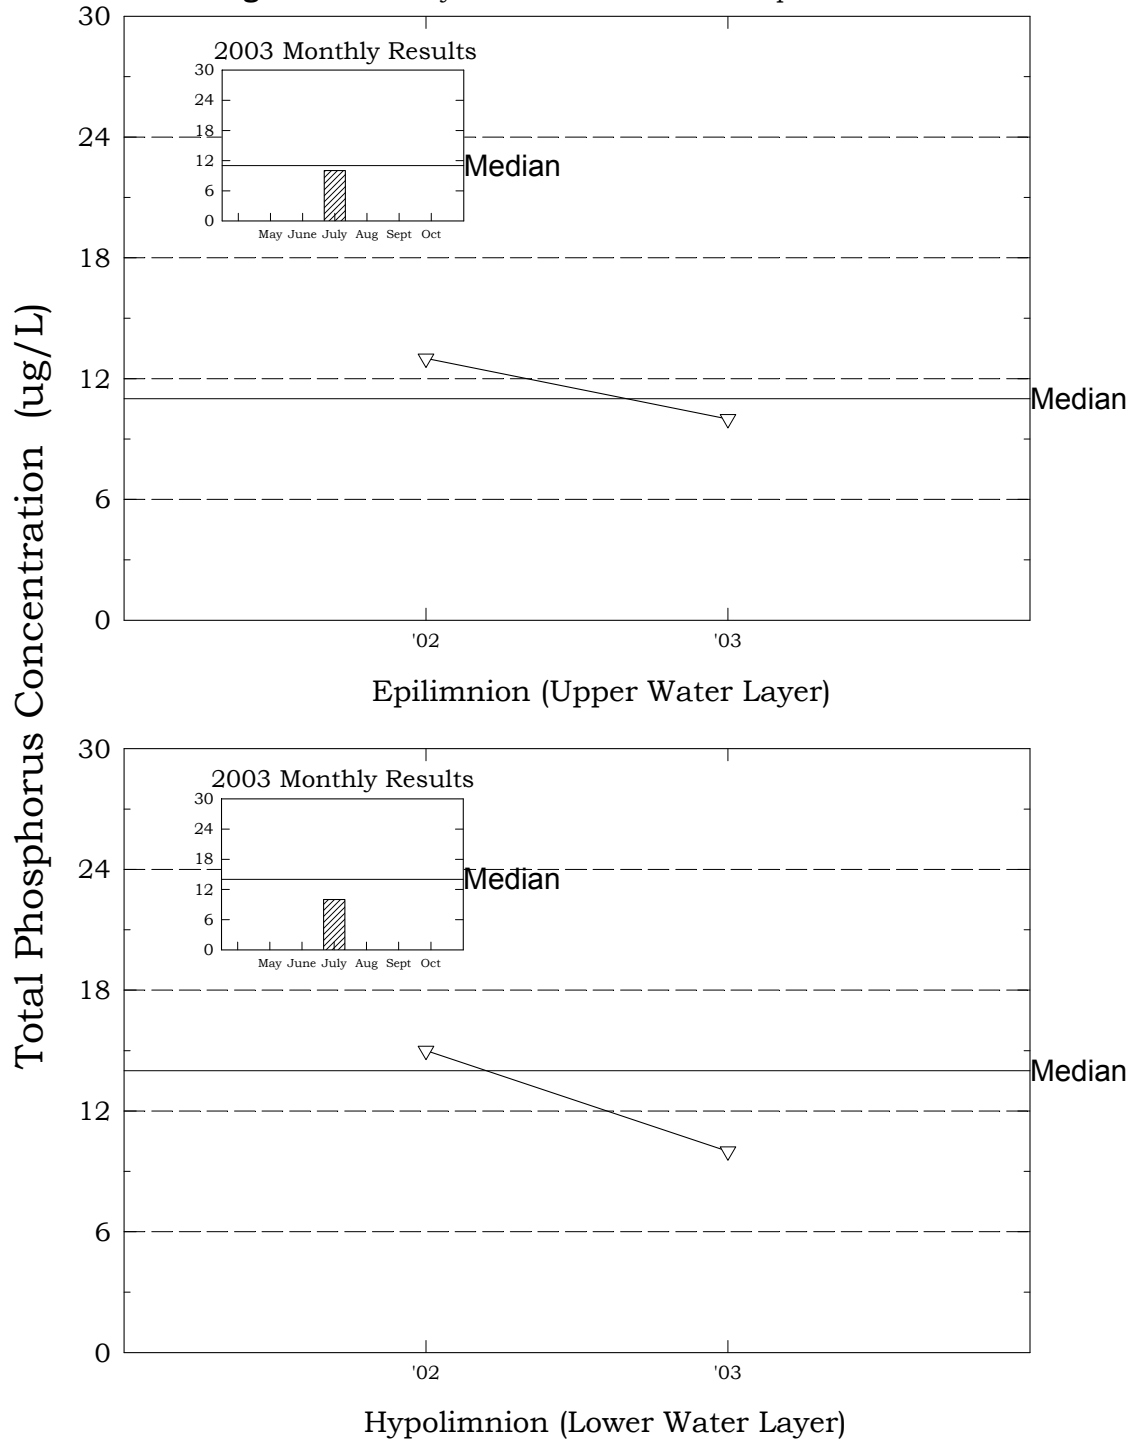 Total Phosphorus Concentration (ug/L)
30
24
18
12
6
0
2003 Monthly Results
30
24
18
12
6
0
Median
May June July Aug Sept Oct
Median
'02 '03
Epilimnion (Upper Water Layer)
30
24
18
12
6
0
2003 Monthly Results
30
24
18
12
6
0
Median
May June July Aug Sept Oct
Median
'02 '03
Hypolimnion (Lower Water Layer)